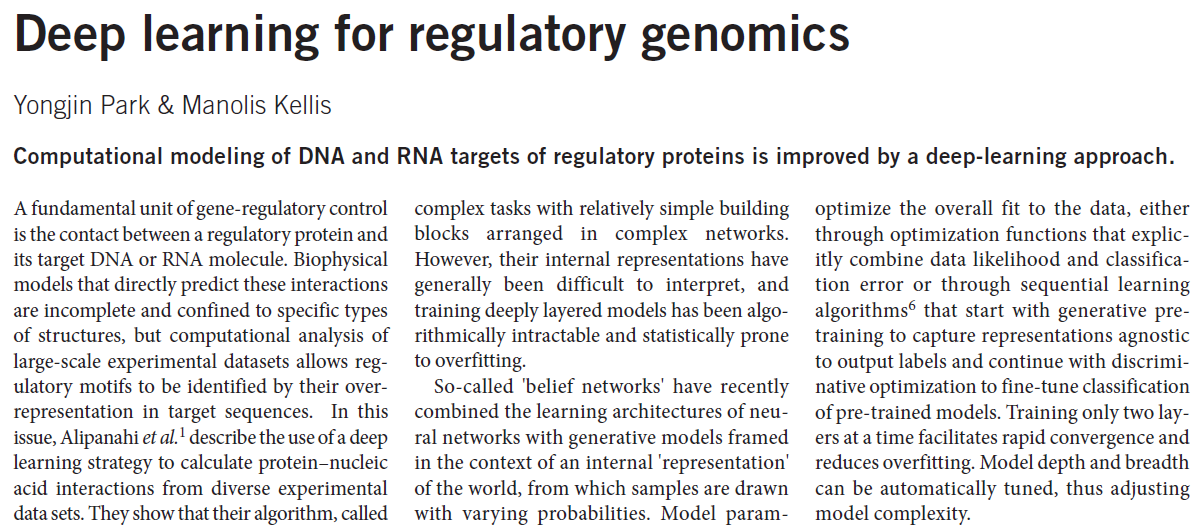 Deep learning for regulatory genomics
Yongjin Park & Manolis Kellis
Computational modeling of DNA and RNA targets of regulatory proteins is improved by a deep-learning approach.
A fundamental unit of gene-regulatory control
is the contact between a regulatory protein and
its target DNA or RNA molecule. Biophysical
models that directly predict these interactions
are incomplete and confined to specific types
of structures, but computational analysis of
large-scale experimental datasets allows reg-
ulatory motifs to be identified by their over-
representation in target sequences. In this
issue, Alipanahi et al.1 describe the use of a deep
learning strategy to calculate protein–nucleic
acid interactions from diverse experimental
data sets. They show that their algorithm, called
complex tasks with relatively simple building
blocks arranged in complex networks.
However, their internal representations have
generally been difficult to interpret, and
training deeply layered models has been algo-
rithmically intractable and statistically prone
to overfitting.
So-called 'belief networks' have recently
combined the learning architectures of neu-
ral networks with generative models framed
in the context of an internal 'representation'
of the world, from which samples are drawn
with varying probabilities. Model param-
optimize the overall fit to the data, either
through optimization functions that explic-
itly combine data likelihood and classifica-
tion error or through sequential learning
algorithms6 that start with generative pre-
training to capture representations agnostic
to output labels and continue with discrimi-
native optimization to fine-tune classification
of pre-trained models. Training only two lay-
ers at a time facilitates rapid convergence and
reduces overfitting. Model depth and breadth
can be automatically tuned, thus adjusting
model complexity.